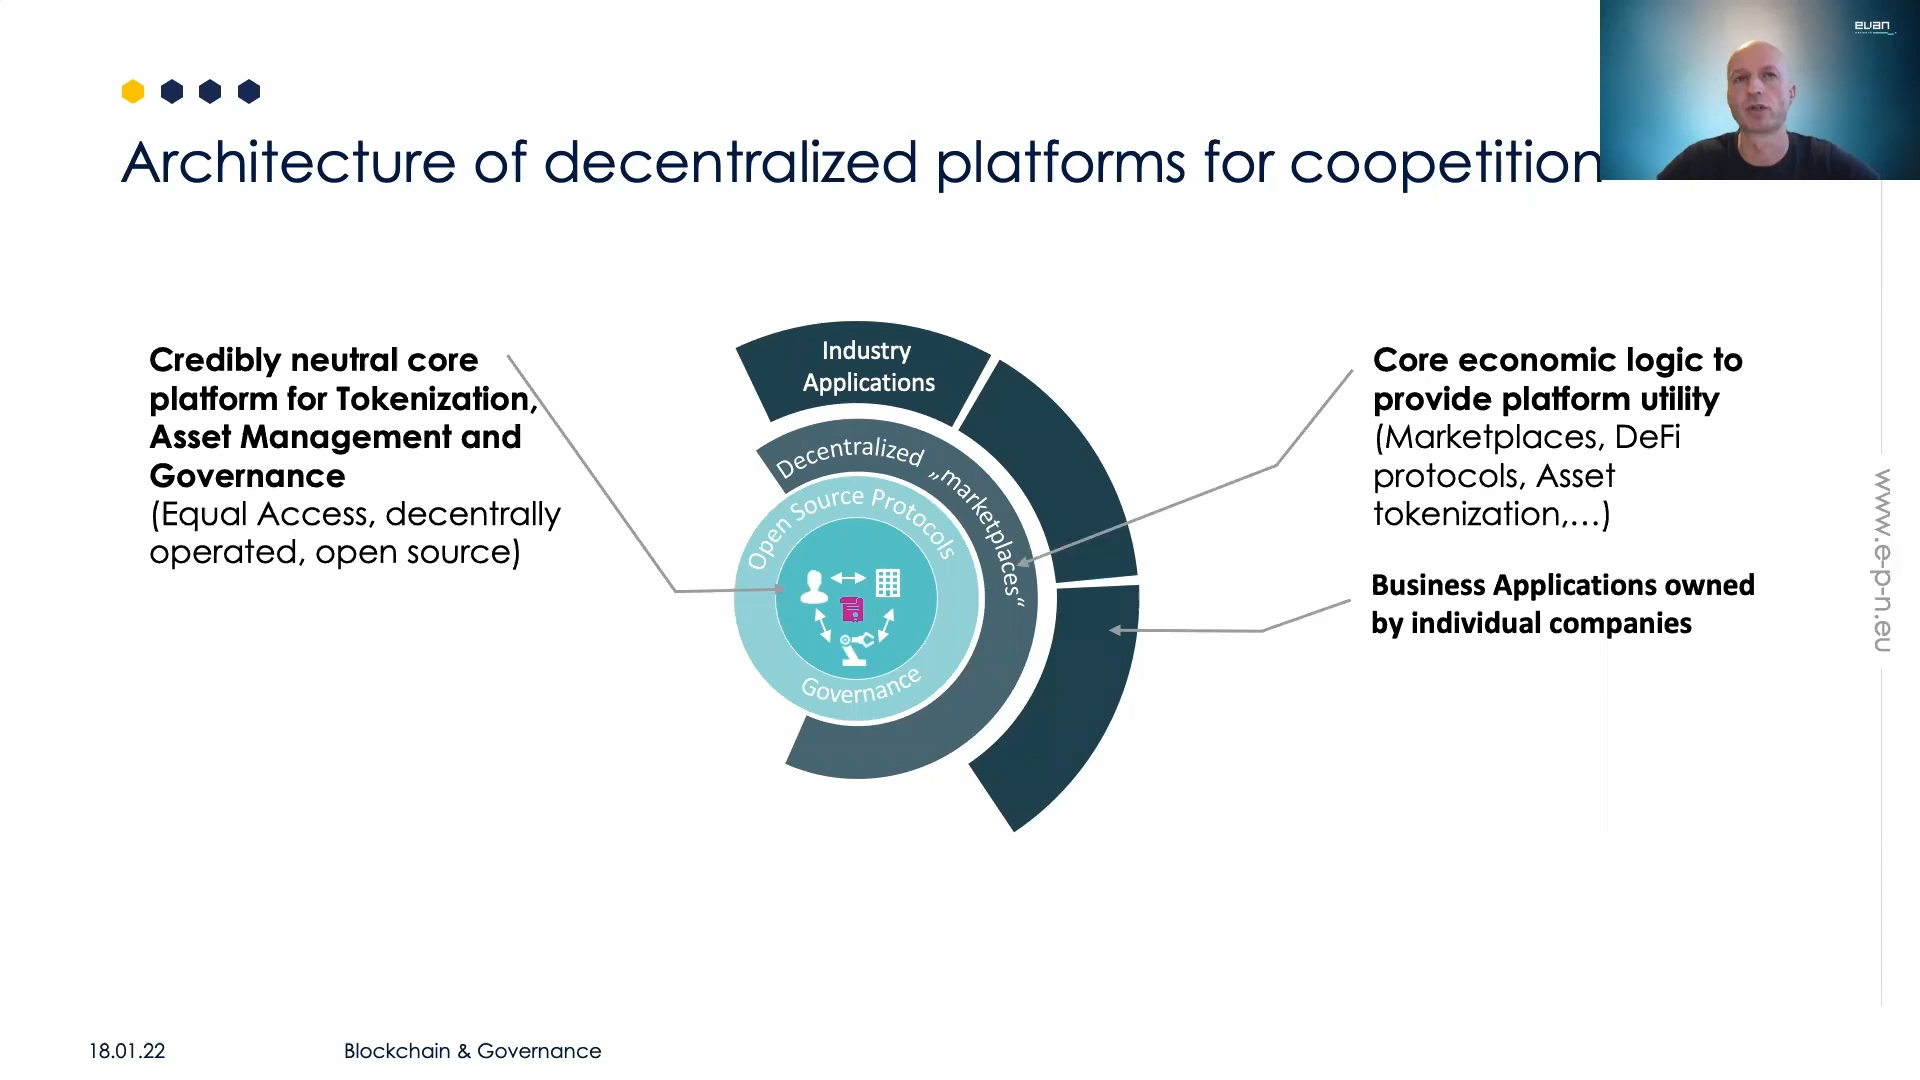 evan
Architecture of decentralized platforms for coopetition
Credibly neutral core
platform for Tokenization,
Asset Management and
Governance
(Equal Access, decentrally
operated, open source)
Industry
Applications
Decentralized „marketplaces“
Open Source Protocols
Governance
Core economic logic to
provide platform utility
(Marketplaces, DeFi
protocols, Asset
tokenization,...)
Business Applications owned
by individual companies
www.e-p-n.eu
18.01.22
Blockchain & Governance